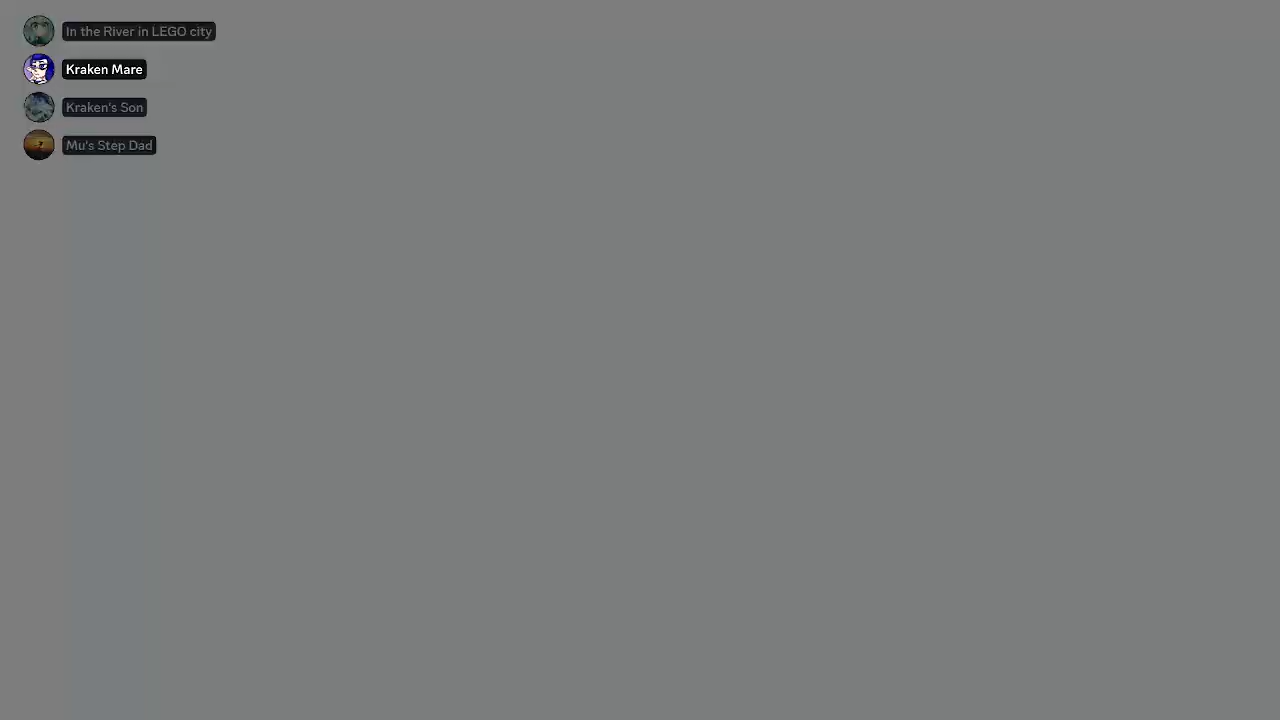 In the River in LEGO city
Kraken Mare
Kraken's Son
Mu's Step Dad